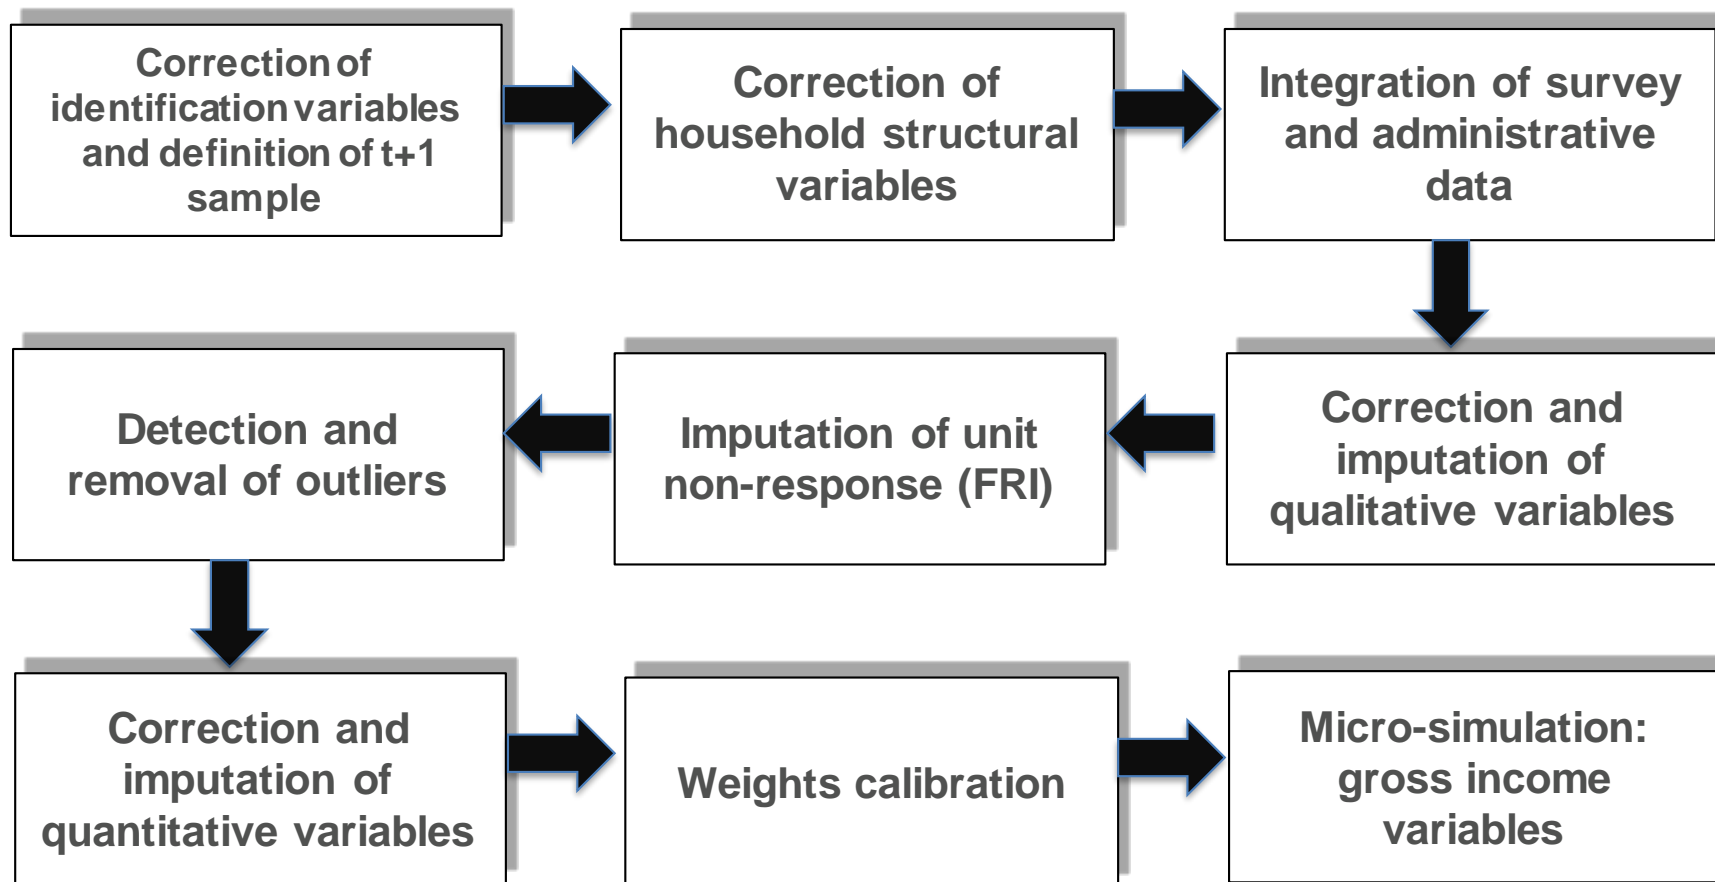 Correction of
identification variables
and definition of t+1
sample
Correction of
household structural
variables
Integration of survey
and administrative
data
Correction and
imputation of
qualitative variables
Imputation of unit
non-response (FRI)
Detection and
removal of outliers
Correction and
imputation of
quantitative variables
Weights calibration
Micro-simulation:
gross income
variables